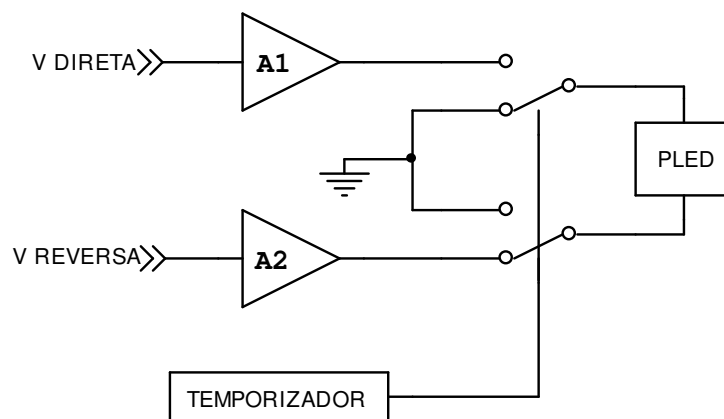 V DIRETA
A1
PLED
V REVERSA
A2
TEMPORIZADOR